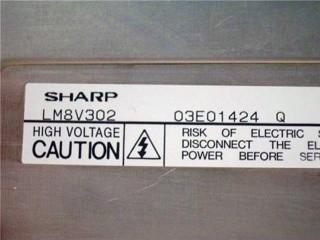 SHARP
LM8V302 03E01424 Q
HIGH VOLTAGE
CAUTION
RISK OF ELECTRIC
DISCONNECT THE
POWER BEFORE